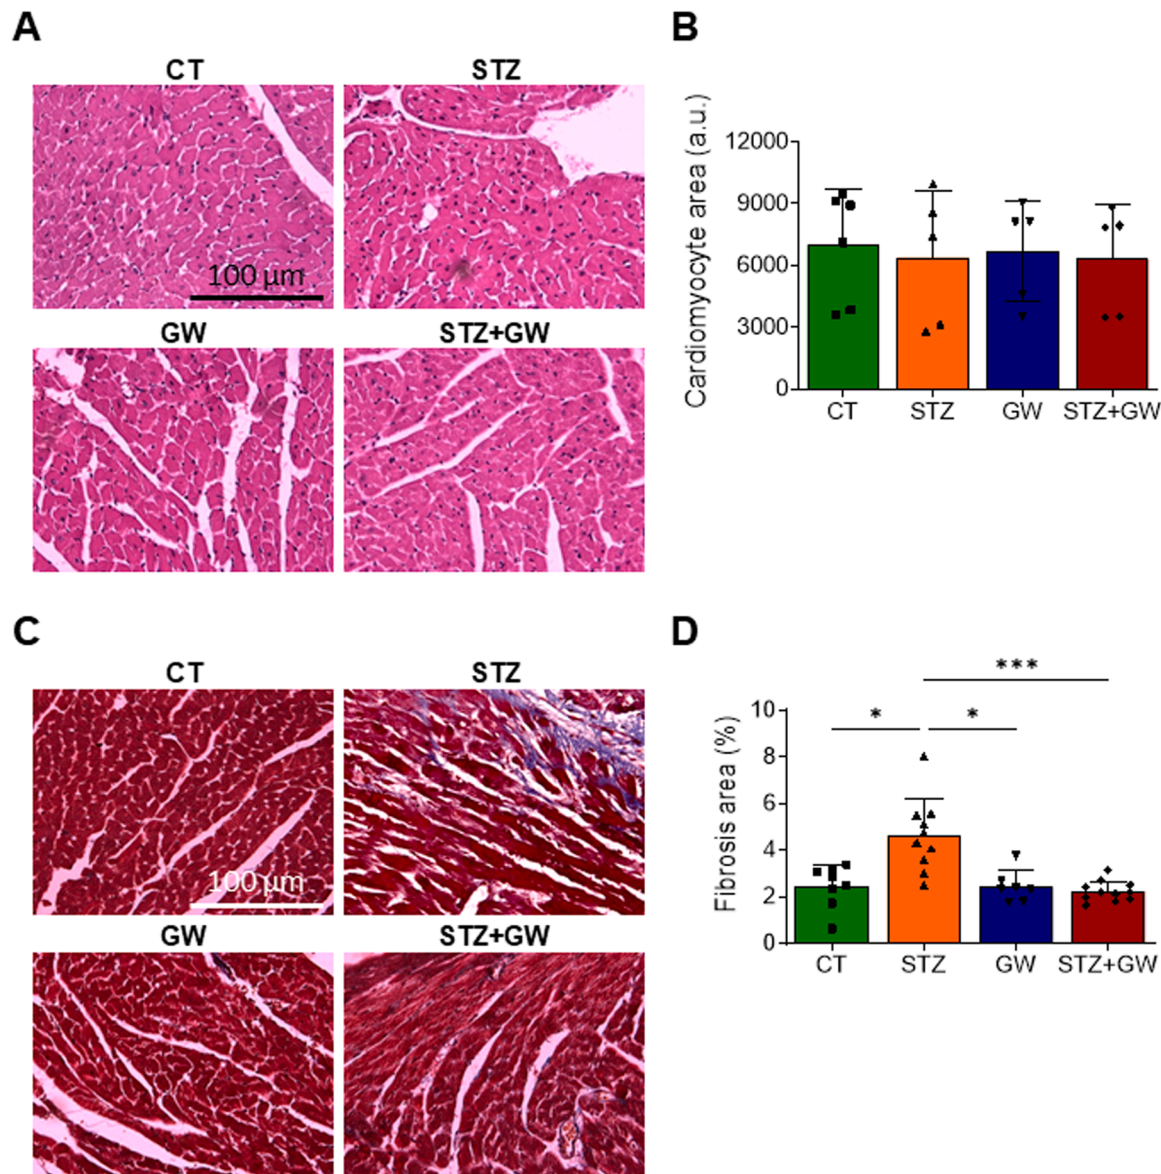 A
CT
STZ
100 µm
GW
STZ+GW
B
Cardiomyocyte area (a.u.)
12000
9000
6000
3000
0
CT
STZ
GW
STZ+GW
C
CT
STZ
100 µm
GW
STZ+GW
D
***
*
*
Fibrosis area (%)
10
8
6
4
2
0
CT
STZ
GW
STZ+GW